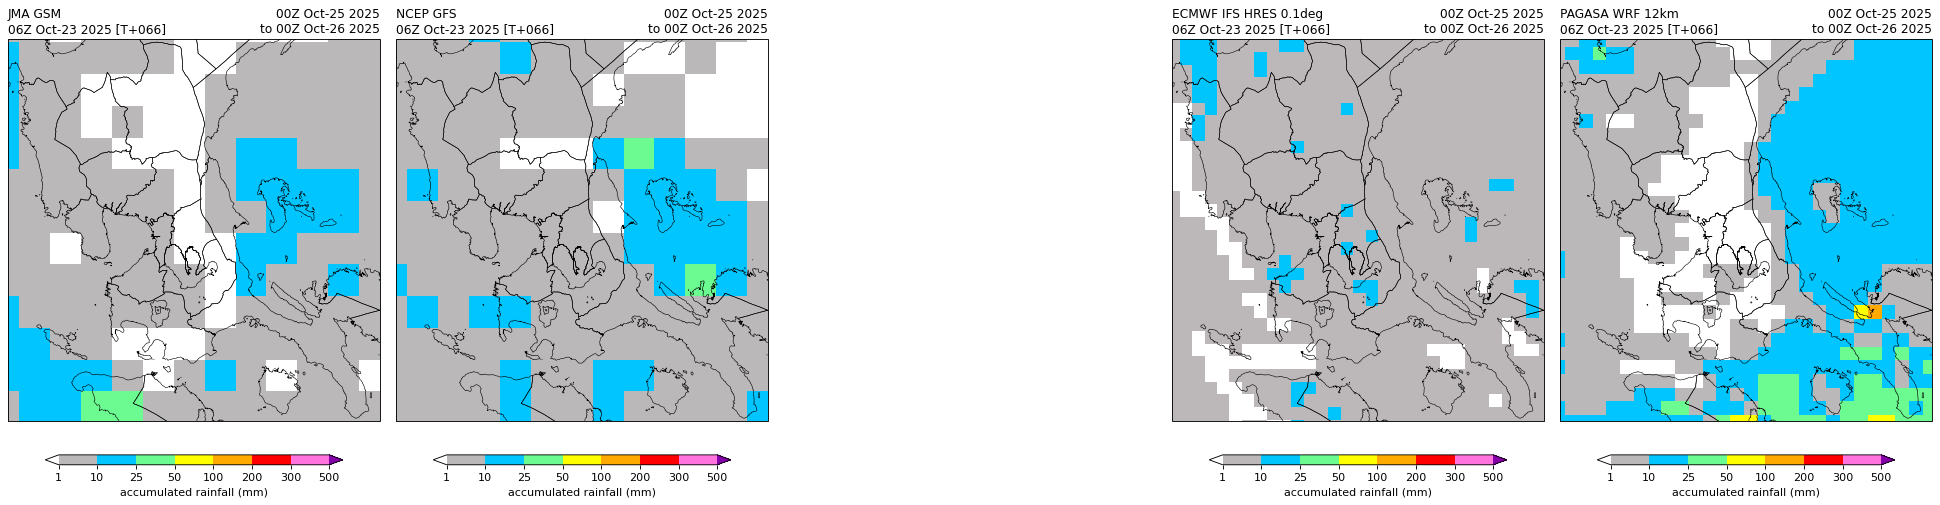 JMA GSM 00Z Oct-25 2025
06Z Oct-23 2025 [T+066] to 00Z Oct-26 2025
NCEP GFS 00Z Oct-25 2025
06Z Oct-23 2025 [T+066] to 00Z Oct-26 2025
ECMWF IFS HRES 0.1deg 00Z Oct-25 2025
06Z Oct-23 2025 [T+066] to 00Z Oct-26 2025
PAGASA WRF 12km 00Z Oct-25 2025
06Z Oct-23 2025 [T+066] to 00Z Oct-26 2025
1 10 25 50 100 200 300 500
accumulated rainfall (mm)
1 10 25 50 100 200 300 500
accumulated rainfall (mm)
1 10 25 50 100 200 300 500
accumulated rainfall (mm)
1 10 25 50 100 200 300 500
accumulated rainfall (mm)